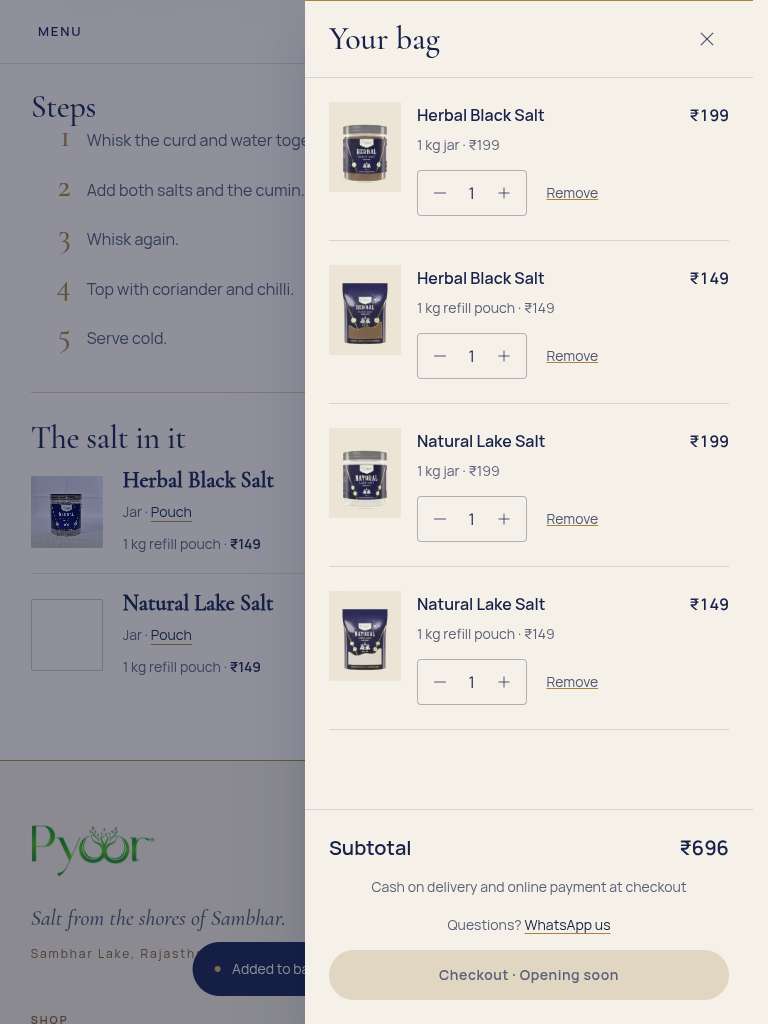 MENU
Steps
1 Whisk the curd and water toge
2 Add both salts and the cumin.
3 Whisk again.
4 Top with coriander and chilli.
5 Serve cold.
The salt in it
Herbal Black Salt
Jar · Pouch
1 kg refill pouch · ₹149
Natural Lake Salt
Jar · Pouch
1 kg refill pouch · ₹149
Pyoor
Salt from the shores of Sambhar.
Sambhar Lake, Rajasth
Added to ba
SHOP
Your bag
Herbal Black Salt ₹199
1 kg jar · ₹199
HERBAL
1 Remove
Herbal Black Salt ₹149
1 kg refill pouch · ₹149
HERBAL
1 Remove
Natural Lake Salt ₹199
1 kg jar · ₹199
NATURAL
1 Remove
Natural Lake Salt ₹149
1 kg refill pouch · ₹149
NATURAL
1 Remove
Subtotal ₹696
Cash on delivery and online payment at checkout
Questions? WhatsApp us
Checkout · Opening soon